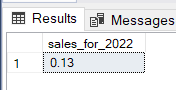 Results Messages
sales_for_2022
1 0.13